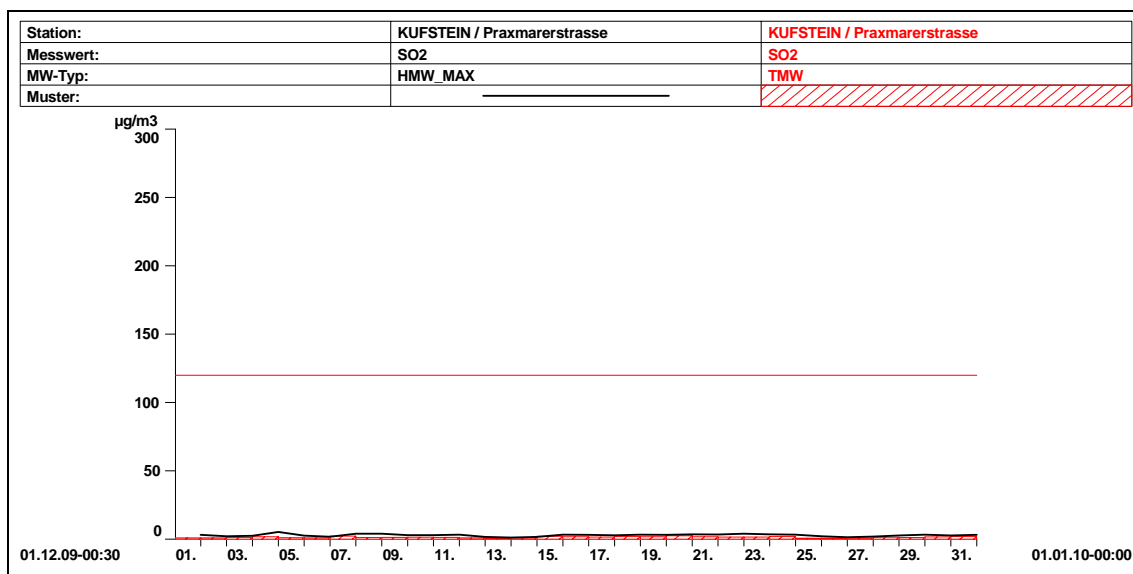 Station: KUFSTEIN / Praxmarerstrasse KUFSTEIN / Praxmarerstrasse
Messwert: SO2 SO2
MW-Typ: HMW_MAX TMW
Muster:
µg/m3
300
250
200
150
100
50
0
01.12.09-00:30 01. 03. 05. 07. 09. 11. 13. 15. 17. 19. 21. 23. 25. 27. 29. 31. 01.01.10-00:00